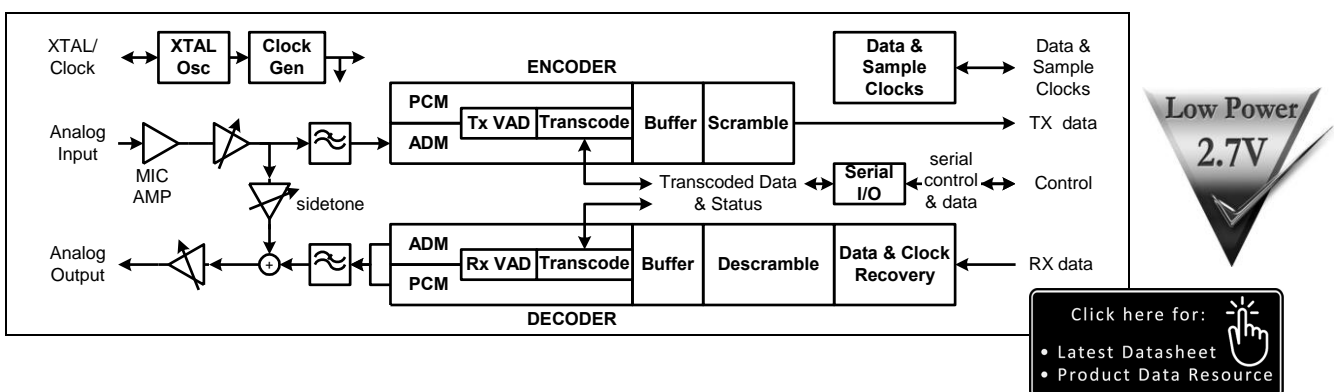 XTAL/
Clock
XTAL
Osc
Clock
Gen
ENCODER
Data &
Sample
Clocks
Data &
Sample
Clocks
Analog
Input
MIC
AMP
PCM
ADM
Tx VAD
Transcode
Buffer
Scramble
TX data
sidetone
Transcoded Data
& Status
Serial
I/O
serial
control
& data
Control
Analog
Output
+
ADM
PCM
Rx VAD
Transcode
Buffer
Descramble
Data & Clock
Recovery
RX data
DECODER
Low Power
2.7V
Click here for:
• Latest Datasheet
• Product Data Resource